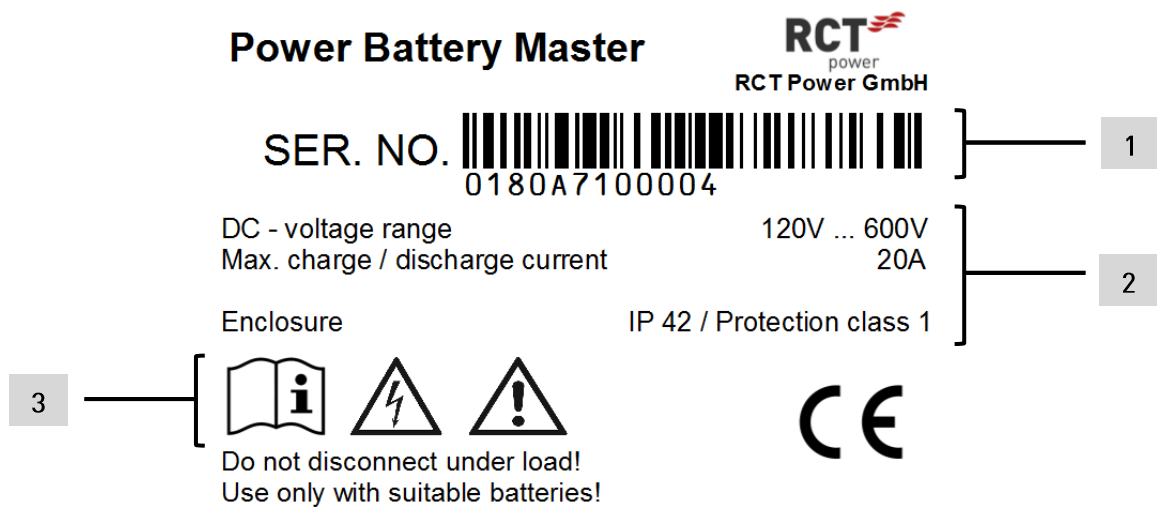 Power Battery Master
RCT
power
RCT Power GmbH
SER. NO.
0180A7100004
1
DC - voltage range 120V ... 600V
Max. charge / discharge current 20A
2
Enclosure IP 42 / Protection class 1
3
i
CE
Do not disconnect under load!
Use only with suitable batteries!